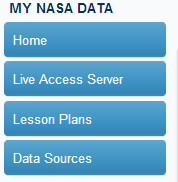 MY NASA DATA
Home
Live Access Server
Lesson Plans
Data Sources